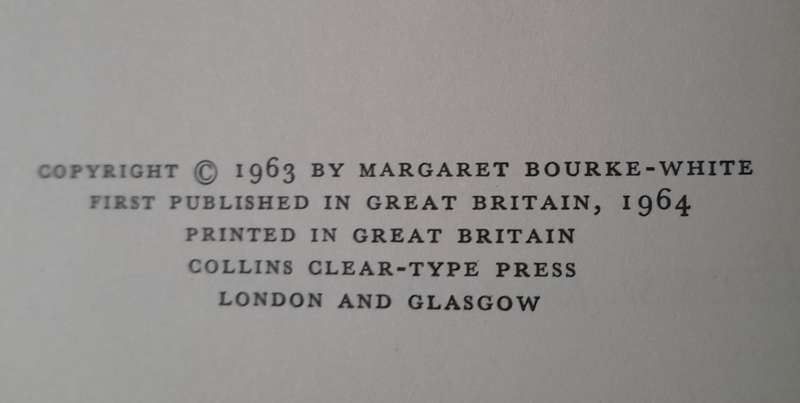 COPYRIGHT © 1963 BY MARGARET BOURKE-WHITE
FIRST PUBLISHED IN GREAT BRITAIN, 1964
PRINTED IN GREAT BRITAIN
COLLINS CLEAR-TYPE PRESS
LONDON AND GLASGOW